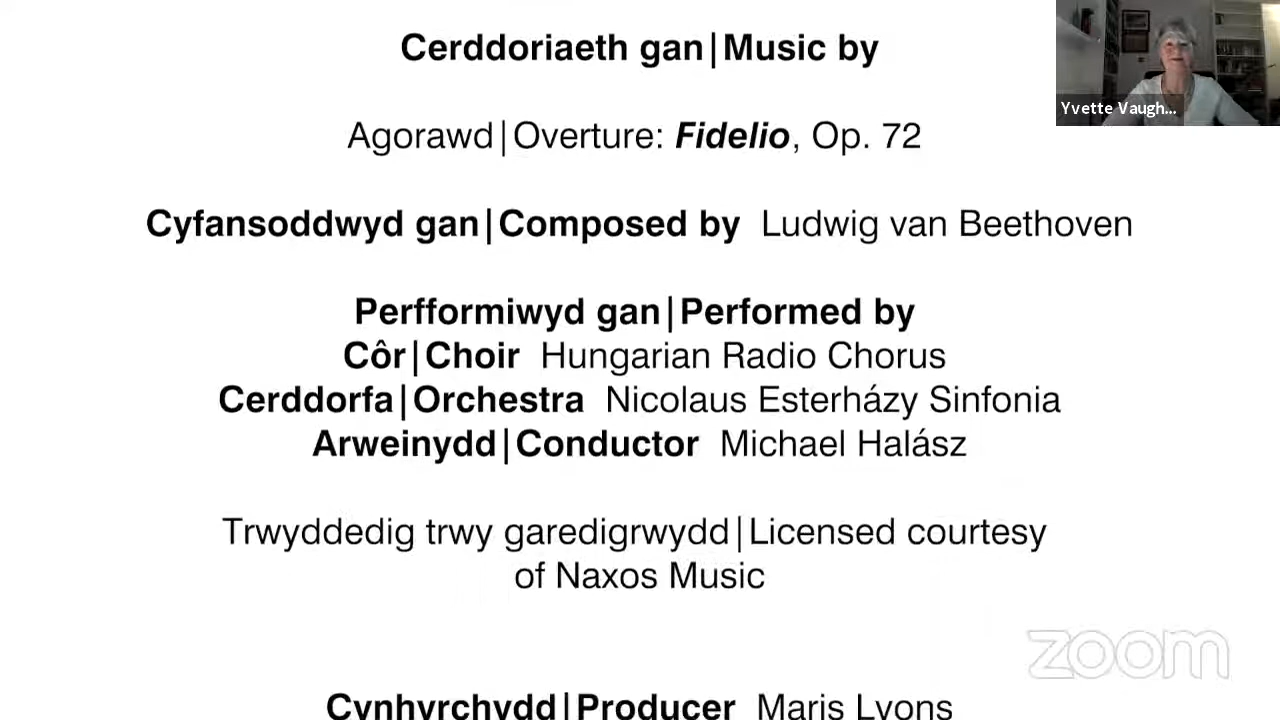 Cerddoriaeth gan|Music by
Yvette Vaugh...
Agorawd|Overture: Fidelio, Op. 72
Cyfansoddwyd gan|Composed by Ludwig van Beethoven
Perfformiwyd gan|Performed by
Côr|Choir Hungarian Radio Chorus
Cerddorfa|Orchestra Nicolaus Esterházy Sinfonia
Arweinydd|Conductor Michael Halász
Trwyddedig trwy garedigrwydd|Licensed courtesy
of Naxos Music
zoom
Cynhyrchydd|Producer Maris Lyons